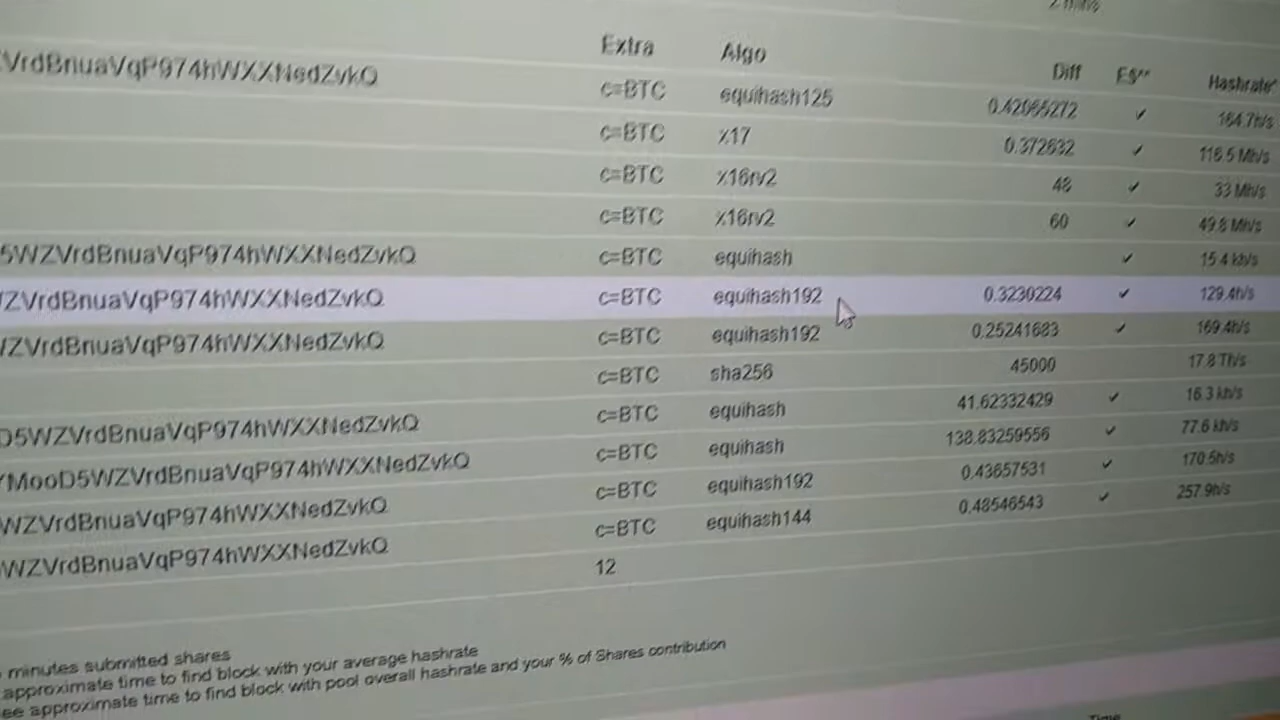 Extra Algo Diff ES** Hashrate*
VrdBnuaVqP974hWXXNedZvkQ c=BTC equihash125 0.42065272 ✓ 164.7h/s
c=BTC x17 0.372632 ✓ 116.5 Mh/s
c=BTC x16rv2 48 ✓ 33 Mh/s
c=BTC x16rv2 60 ✓ 49.8 Mh/s
5WZVrdBnuaVqP974hWXXNedZvkQ c=BTC equihash ✓ 15.4 kh/s
ZVrdBnuaVqP974hWXXNedZvkQ c=BTC equihash192 0.3230224 ✓ 129.4h/s
ZVrdBnuaVqP974hWXXNedZvkQ c=BTC equihash192 0.25241683 ✓ 169.4h/s
c=BTC sha256 45000 17.8 Th/s
D5WZVrdBnuaVqP974hWXXNedZvkQ c=BTC equihash 41.62332429 ✓ 16.3 kh/s
MooD5WZVrdBnuaVqP974hWXXNedZvkQ c=BTC equihash 138.83259556 ✓ 77.6 kh/s
WZVrdBnuaVqP974hWXXNedZvkQ c=BTC equihash192 0.43657531 ✓ 170.5h/s
WZVrdBnuaVqP974hWXXNedZvkQ c=BTC equihash144 0.48546543 ✓ 257.9h/s
12
minutes submitted shares
approximate time to find block with your average hashrate
ee approximate time to find block with pool overall hashrate and your % of Shares contribution
Time